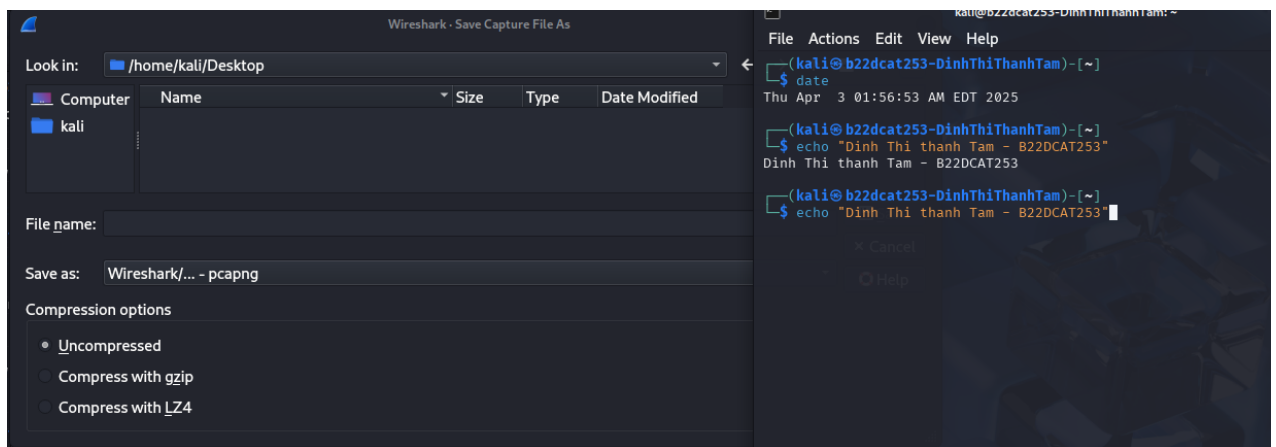 Wireshark · Save Capture File As
Look in: /home/kali/Desktop
Computer
kali
Name Size Type Date Modified
File name:
Save as: Wireshark/... - pcapng
Compression options
Uncompressed
Compress with gzip
Compress with LZ4
kali@b22dcat253-DinhThiThanhTam: ~
File Actions Edit View Help
┌──(kali㉿b22dcat253-DinhThiThanhTam)-[~]
└─$ date
Thu Apr  3 01:56:53 AM EDT 2025
┌──(kali㉿b22dcat253-DinhThiThanhTam)-[~]
└─$ echo "Dinh Thi thanh Tam - B22DCAT253"
Dinh Thi thanh Tam - B22DCAT253
┌──(kali㉿b22dcat253-DinhThiThanhTam)-[~]
└─$ echo "Dinh Thi thanh Tam - B22DCAT253"
× Cancel
Help